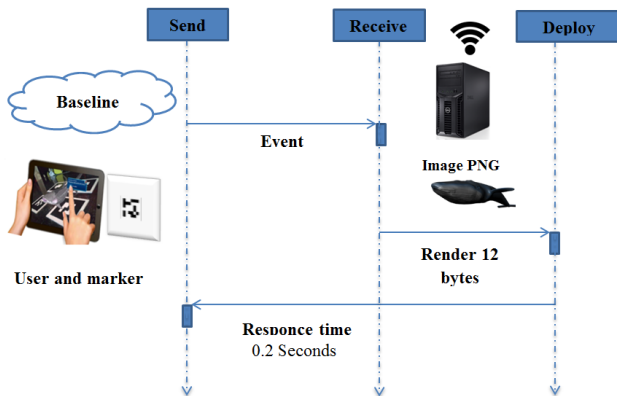 Send
Receive
Deploy
Baseline
Event
Image PNG
User and marker
Render 12
bytes
Responce time
0.2 Seconds